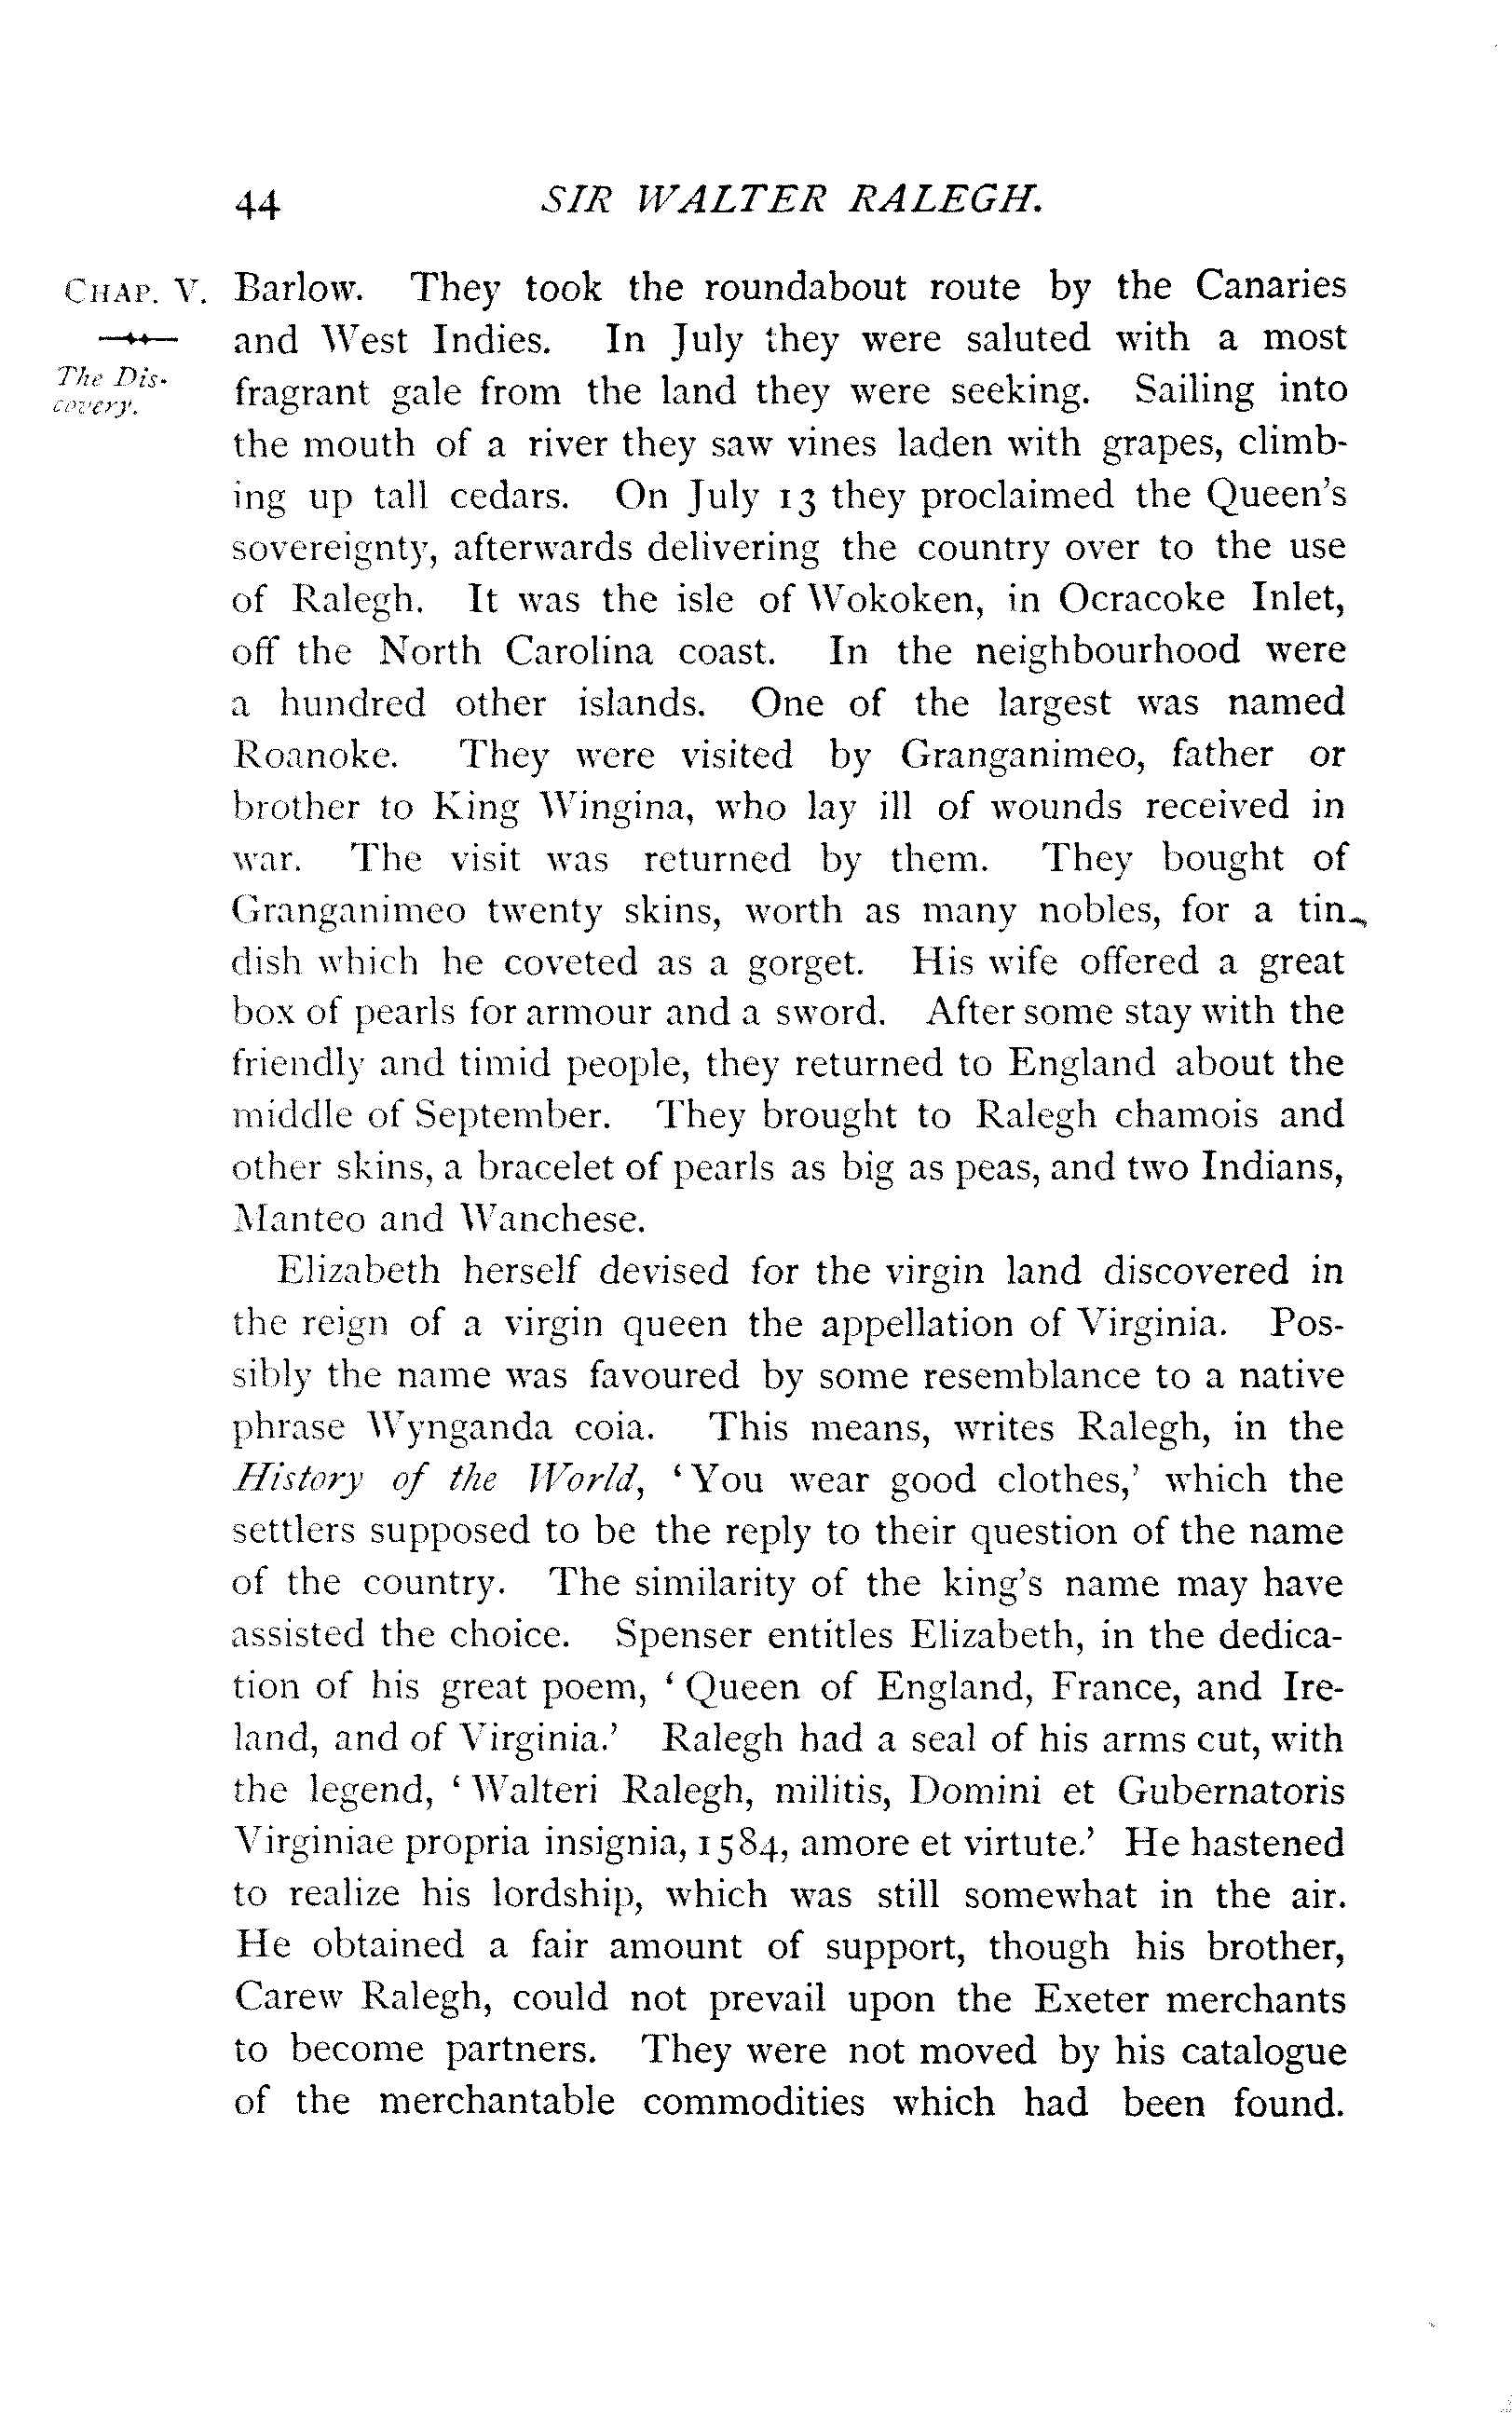 44 SIR WALTER RALEGH.
CHAP. V.
The Dis-
covery.
Barlow. They took the roundabout route by the Canaries
and West Indies. In July they were saluted with a most
fragrant gale from the land they were seeking. Sailing into
the mouth of a river they saw vines laden with grapes, climb-
ing up tall cedars. On July 13 they proclaimed the Queen's
sovereignty, afterwards delivering the country over to the use
of Ralegh. It was the isle of Wokoken, in Ocracoke Inlet,
off the North Carolina coast. In the neighbourhood were
a hundred other islands. One of the largest was named
Roanoke. They were visited by Granganimeo, father or
brother to King Wingina, who lay ill of wounds received in
war. The visit was returned by them. They bought of
Granganimeo twenty skins, worth as many nobles, for a tin
dish which he coveted as a gorget. His wife offered a great
box of pearls for armour and a sword. After some stay with the
friendly and timid people, they returned to England about the
middle of September. They brought to Ralegh chamois and
other skins, a bracelet of pearls as big as peas, and two Indians,
Manteo and Wanchese.
Elizabeth herself devised for the virgin land discovered in
the reign of a virgin queen the appellation of Virginia. Pos-
sibly the name was favoured by some resemblance to a native
phrase Wynganda coia. This means, writes Ralegh, in the
History of the World, ‘You wear good clothes,’ which the
settlers supposed to be the reply to their question of the name
of the country. The similarity of the king's name may have
assisted the choice. Spenser entitles Elizabeth, in the dedica-
tion of his great poem, ‘Queen of England, France, and Ire-
land, and of Virginia.’ Ralegh had a seal of his arms cut, with
the legend, ‘Walteri Ralegh, militis, Domini et Gubernatoris
Virginiae propria insignia, 1584, amore et virtute.’ He hastened
to realize his lordship, which was still somewhat in the air.
He obtained a fair amount of support, though his brother,
Carew Ralegh, could not prevail upon the Exeter merchants
to become partners. They were not moved by his catalogue
of the merchantable commodities which had been found.